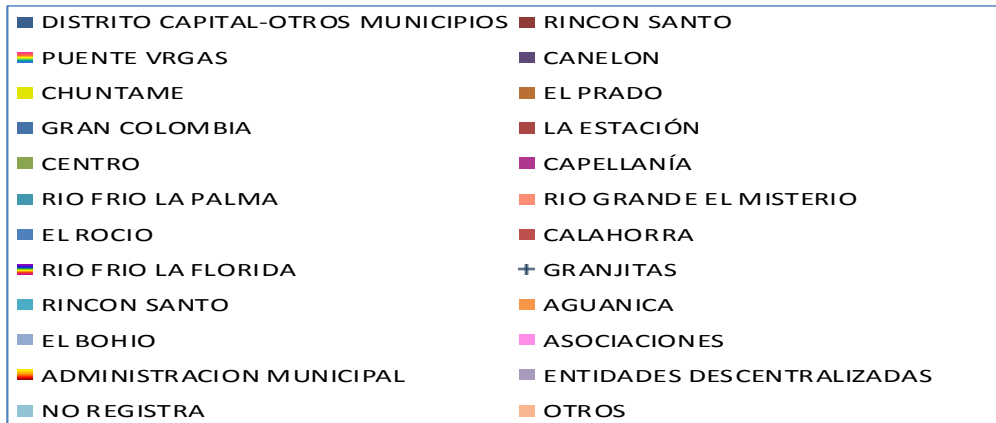 DISTRITO CAPITAL-OTROS MUNICIPIOS RINCON SANTO
PUENTE VRGAS CANELON
CHUNTAME EL PRADO
GRAN COLOMBIA LA ESTACIÓN
CENTRO CAPELLANÍA
RIO FRIO LA PALMA RIO GRANDE EL MISTERIO
EL ROCIO CALAHORRA
RIO FRIO LA FLORIDA GRANJITAS
RINCON SANTO AGUANICA
EL BOHIO ASOCIACIONES
ADMINISTRACION MUNICIPAL ENTIDADES DESCENTRALIZADAS
NO REGISTRA OTROS